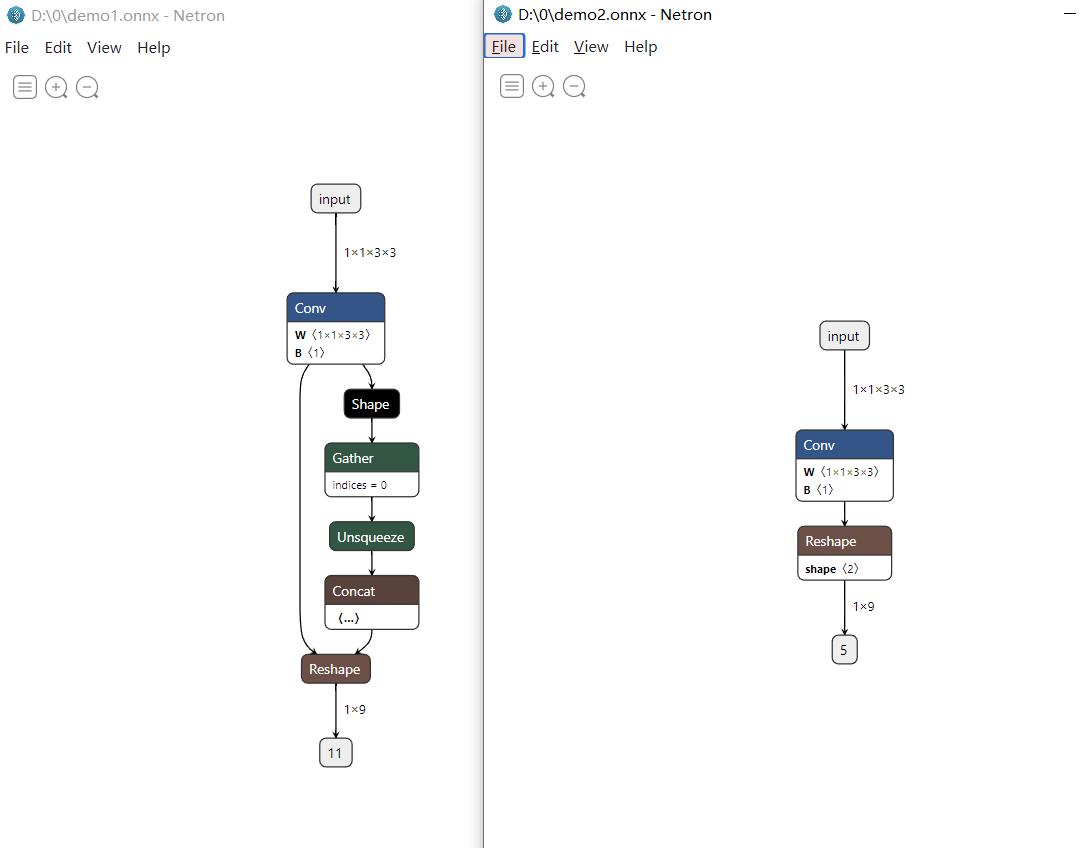 D:\0\demo1.onnx - Netron
File Edit View Help
input
1×1×3×3
Conv
W 〈1×1×3×3〉
B 〈1〉
Shape
Gather
indices = 0
Unsqueeze
Concat
〈...〉
Reshape
1×9
11
D:\0\demo2.onnx - Netron
File Edit View Help
input
1×1×3×3
Conv
W 〈1×1×3×3〉
B 〈1〉
Reshape
shape 〈2〉
1×9
5